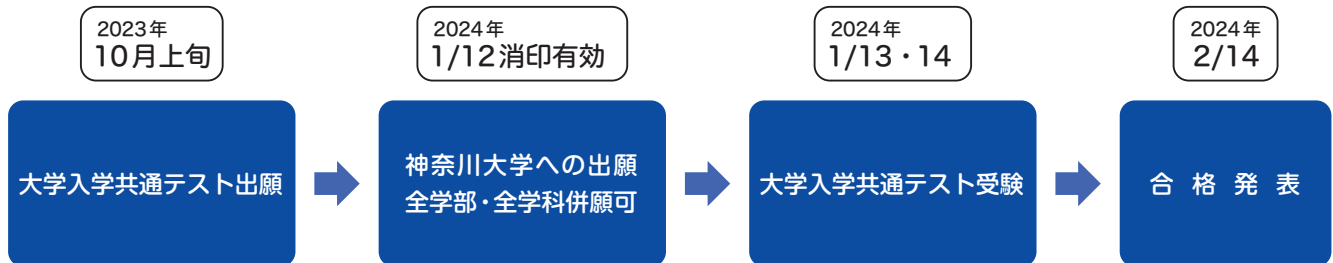 2023年
10月上旬
2024年
1/12消印有効
2024年
1/13・14
2024年
2/14
大学入学共通テスト出願
神奈川大学への出願
全学部・全学科併願可
大学入学共通テスト受験
合格発表